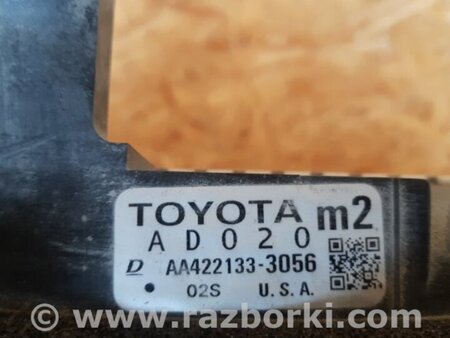 TOYOTA m2
AD020
D AA422133-3056
02S U.S.A.
© www.razborki.com